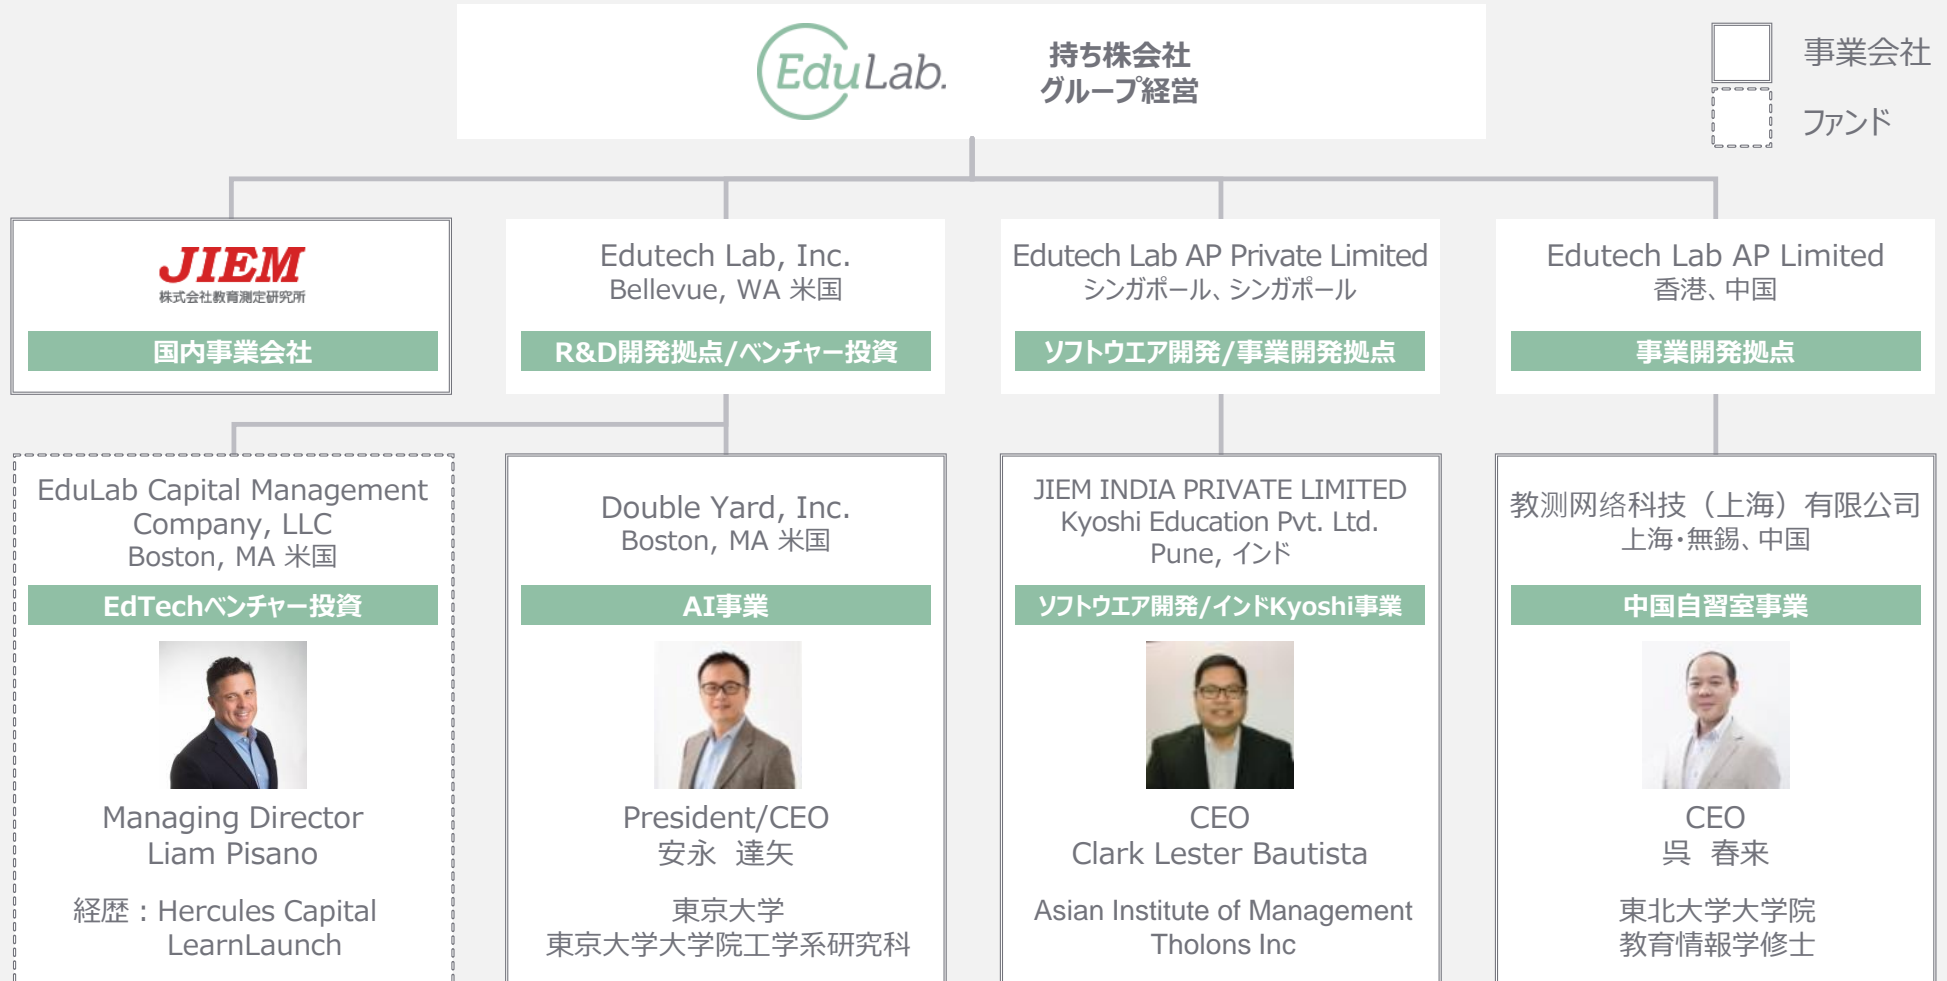 EduLab.
持ち株会社
グループ経営
事業会社
ファンド
JIEM
株式会社教育測定研究所
国内事業会社
Edutech Lab, Inc.
Bellevue, WA 米国
R&D開発拠点/ベンチャー投資
Edutech Lab AP Private Limited
シンガポール、シンガポール
ソフトウエア開発/事業開発拠点
Edutech Lab AP Limited
香港、中国
事業開発拠点
EduLab Capital Management
Company, LLC
Boston, MA 米国
EdTechベンチャー投資
Managing Director
Liam Pisano
経歴：Hercules Capital
LearnLaunch
Double Yard, Inc.
Boston, MA 米国
AI事業
President/CEO
安永 達矢
東京大学
東京大学大学院工学系研究科
JIEM INDIA PRIVATE LIMITED
Kyoshi Education Pvt. Ltd.
Pune, インド
ソフトウエア開発/インドKyoshi事業
CEO
Clark Lester Bautista
Asian Institute of Management
Tholons Inc
教测网络科技（上海）有限公司
上海・無錫、中国
中国自習室事業
CEO
呉 春来
東北大学大学院
教育情報学修士